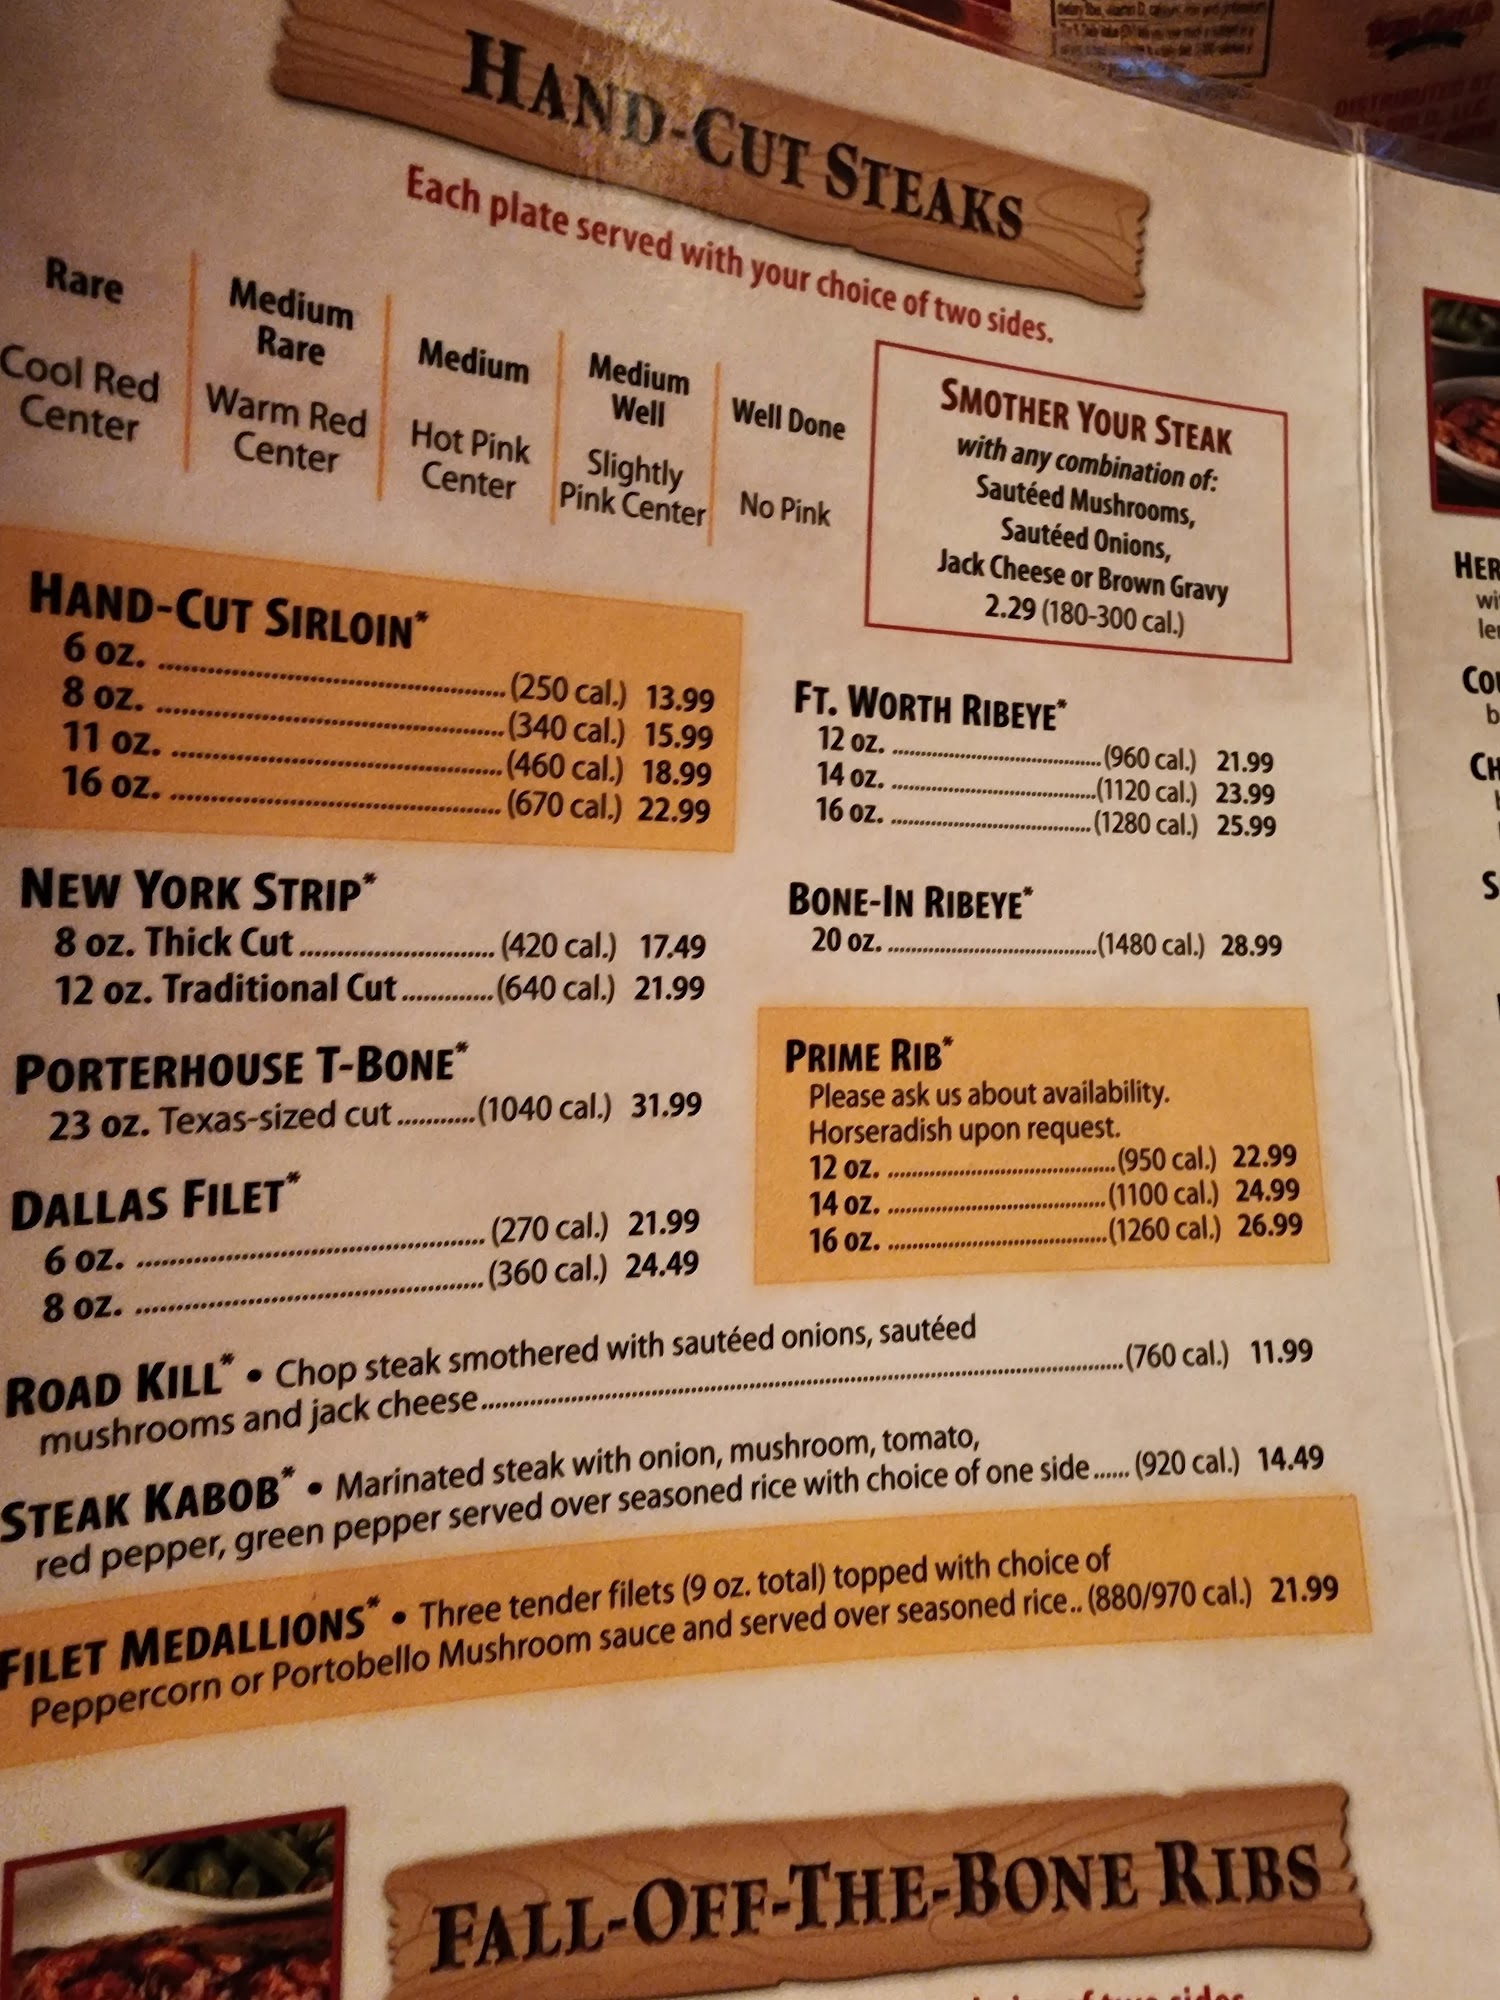 HAND-CUT STEAKS
Each plate served with your choice of two sides.
Rare
Cool Red
Center
Medium
Rare
Warm Red
Center
Medium
Hot Pink
Center
Medium
Well
Slightly
Pink Center
Well Done
No Pink
SMOTHER YOUR STEAK
with any combination of:
Sautéed Mushrooms,
Sautéed Onions,
Jack Cheese or Brown Gravy
2.29 (180-300 cal.)
HAND-CUT SIRLOIN*
6 oz. (250 cal.) 13.99
8 oz. (340 cal.) 15.99
11 oz. (460 cal.) 18.99
16 oz. (670 cal.) 22.99
NEW YORK STRIP*
8 oz. Thick Cut (420 cal.) 17.49
12 oz. Traditional Cut (640 cal.) 21.99
PORTERHOUSE T-BONE*
23 oz. Texas-sized cut (1040 cal.) 31.99
DALLAS FILET*
6 oz. (270 cal.) 21.99
8 oz. (360 cal.) 24.49
FT. WORTH RIBEYE*
12 oz. (960 cal.) 21.99
14 oz. (1120 cal.) 23.99
16 oz. (1280 cal.) 25.99
BONE-IN RIBEYE*
20 oz. (1480 cal.) 28.99
PRIME RIB*
Please ask us about availability.
Horseradish upon request.
12 oz. (950 cal.) 22.99
14 oz. (1100 cal.) 24.99
16 oz. (1260 cal.) 26.99
ROAD KILL* • Chop steak smothered with sautéed onions, sautéed
mushrooms and jack cheese (760 cal.) 11.99
STEAK KABOB* • Marinated steak with onion, mushroom, tomato,
red pepper, green pepper served over seasoned rice with choice of one side (920 cal.) 14.49
FILET MEDALLIONS* • Three tender filets (9 oz. total) topped with choice of
Peppercorn or Portobello Mushroom sauce and served over seasoned rice (880/970 cal.) 21.99
FALL-OFF-THE-BONE RIBS
of two sides